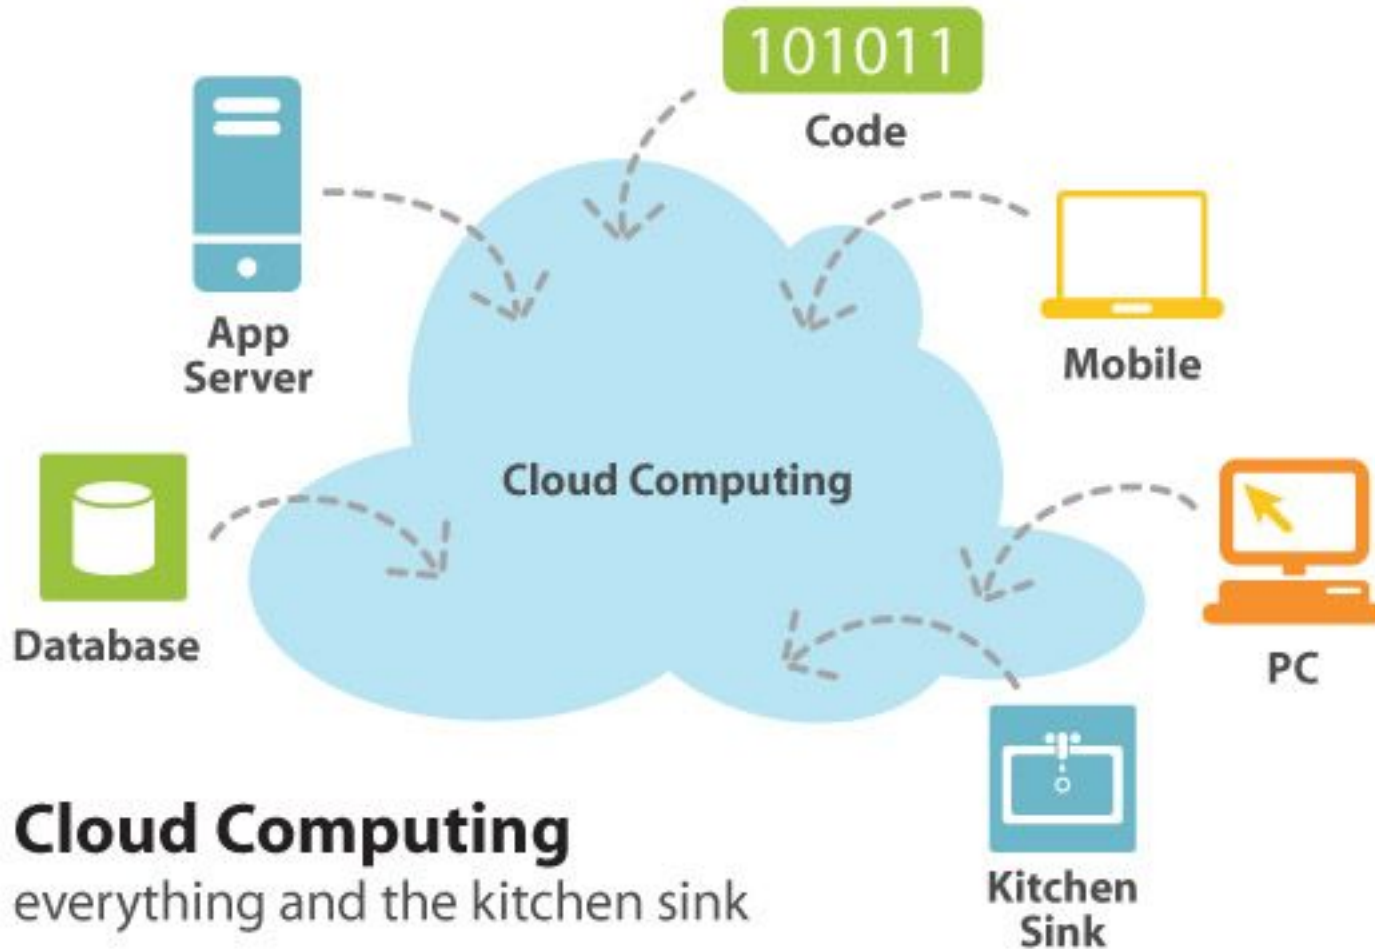 101011
Code
App
Server
Mobile
Cloud Computing
Database
PC
Kitchen
Sink
Cloud Computing
everything and the kitchen sink